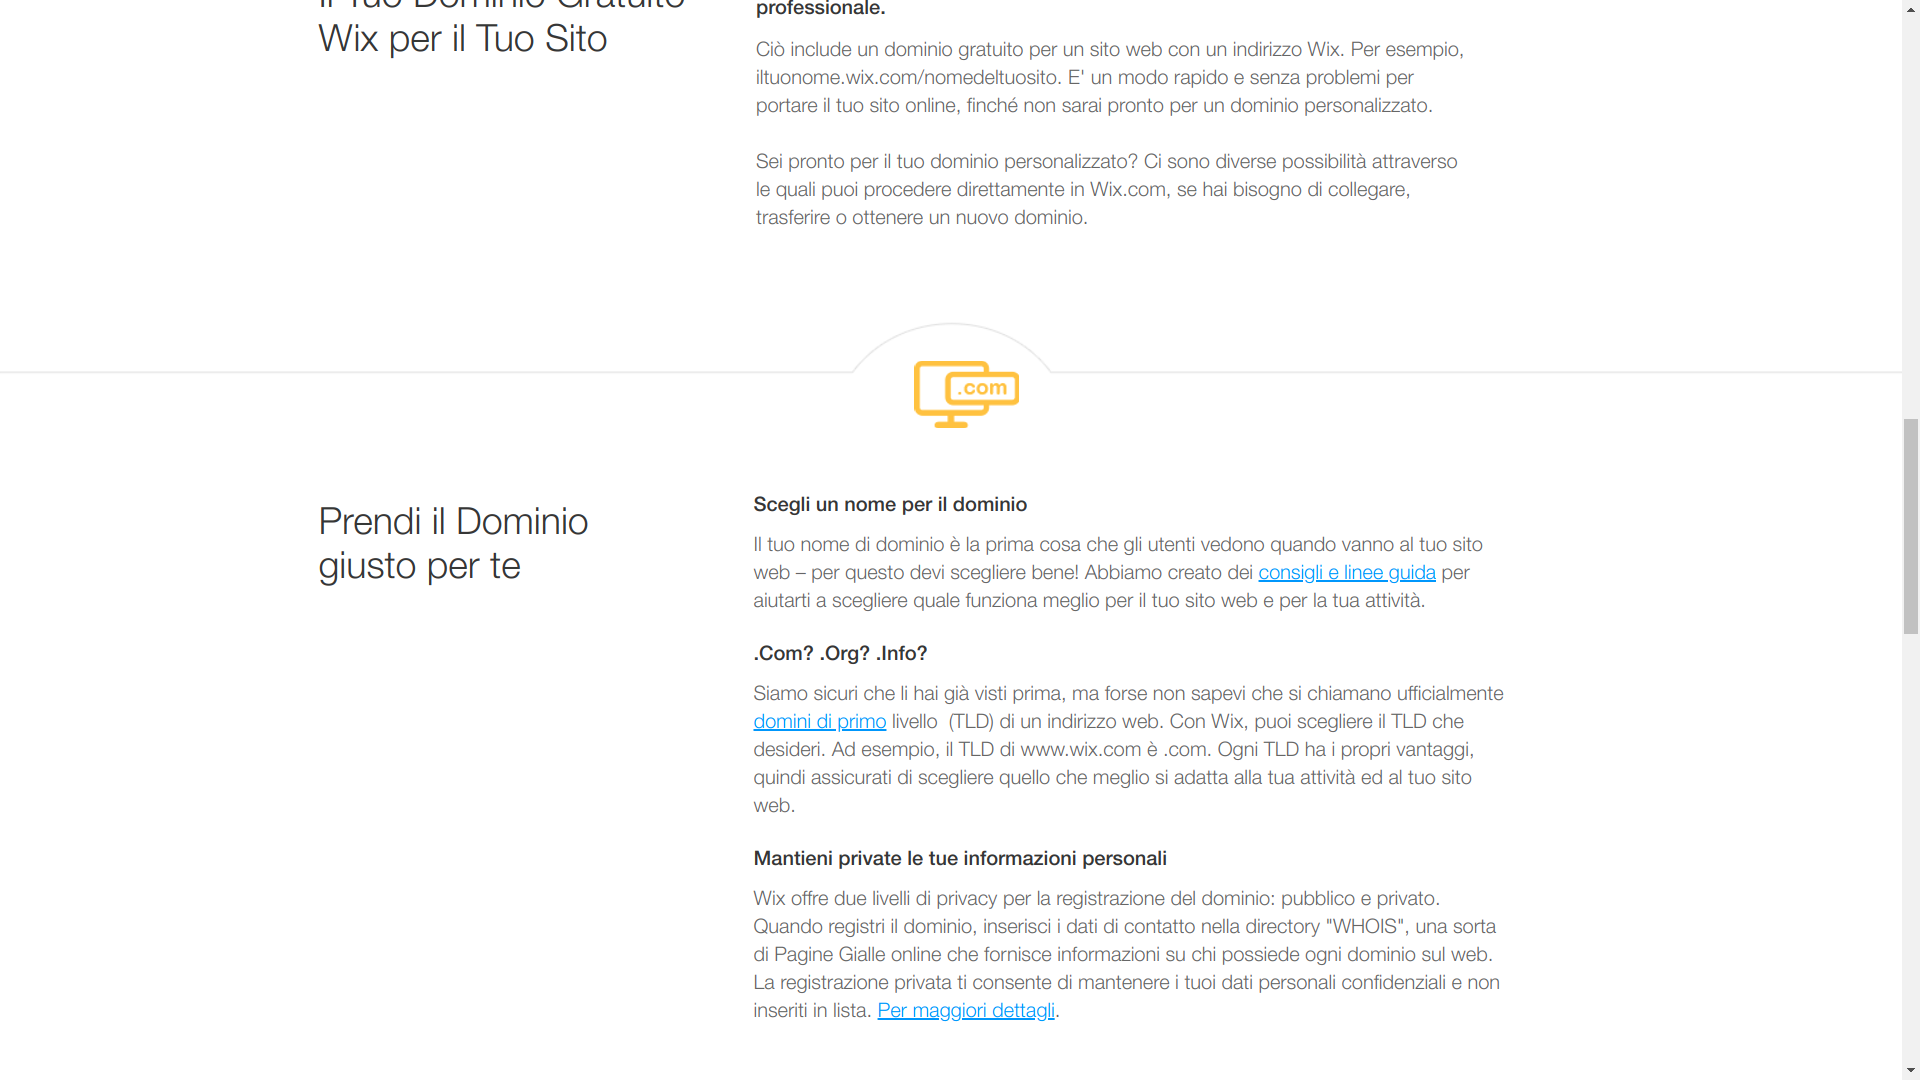 Il Tuo Dominio Gratuito
Wix per il Tuo Sito
professionale.
Ciò include un dominio gratuito per un sito web con un indirizzo Wix. Per esempio,
iltuonome.wix.com/nomedeltuosito. E' un modo rapido e senza problemi per
portare il tuo sito online, finché non sarai pronto per un dominio personalizzato.
Sei pronto per il tuo dominio personalizzato? Ci sono diverse possibilità attraverso
le quali puoi procedere direttamente in Wix.com, se hai bisogno di collegare,
trasferire o ottenere un nuovo dominio.
.com
Prendi il Dominio
giusto per te
Scegli un nome per il dominio
Il tuo nome di dominio è la prima cosa che gli utenti vedono quando vanno al tuo sito
web – per questo devi scegliere bene! Abbiamo creato dei consigli e linee guida per
aiutarti a scegliere quale funziona meglio per il tuo sito web e per la tua attività.
.Com? .Org? .Info?
Siamo sicuri che li hai già visti prima, ma forse non sapevi che si chiamano ufficialmente
domini di primo livello  (TLD) di un indirizzo web. Con Wix, puoi scegliere il TLD che
desideri. Ad esempio, il TLD di www.wix.com è .com. Ogni TLD ha i propri vantaggi,
quindi assicurati di scegliere quello che meglio si adatta alla tua attività ed al tuo sito
web.
Mantieni private le tue informazioni personali
Wix offre due livelli di privacy per la registrazione del dominio: pubblico e privato.
Quando registri il dominio, inserisci i dati di contatto nella directory "WHOIS", una sorta
di Pagine Gialle online che fornisce informazioni su chi possiede ogni dominio sul web.
La registrazione privata ti consente di mantenere i tuoi dati personali confidenziali e non
inseriti in lista. Per maggiori dettagli.